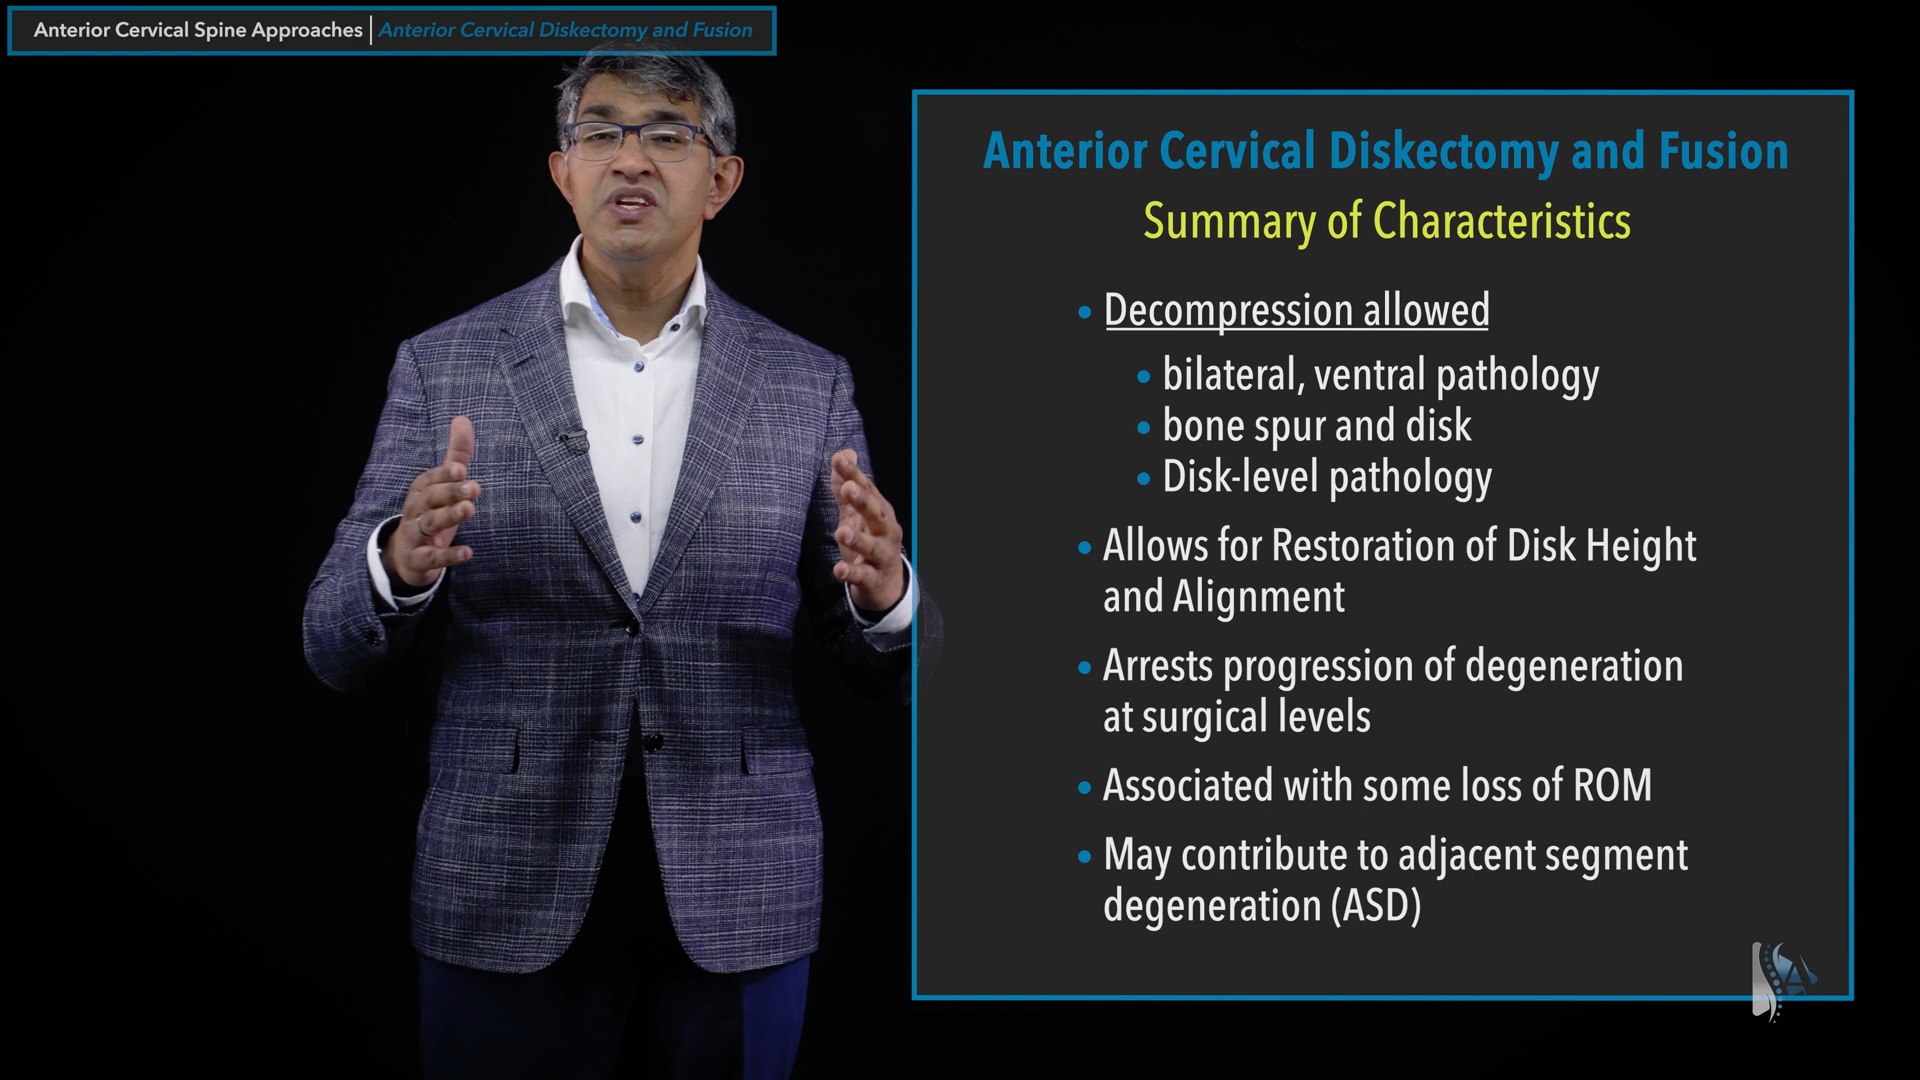 Anterior Cervical Spine Approaches | Anterior Cervical Diskectomy and Fusion
Anterior Cervical Diskectomy and Fusion
Summary of Characteristics
• Decompression allowed
• bilateral, ventral pathology
• bone spur and disk
• Disk-level pathology
• Allows for Restoration of Disk Height
and Alignment
• Arrests progression of degeneration
at surgical levels
• Associated with some loss of ROM
• May contribute to adjacent segment
degeneration (ASD)